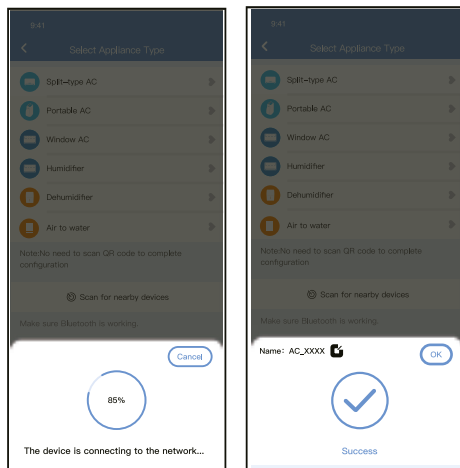 9:41
Select Appliance Type
Split-type AC
Portable AC
Window AC
Humidifier
Dehumidifier
Air to water
Note:No need to scan QR code to complete
configuration
Scan for nearby devices
Make sure Bluetooth is working.
Cancel
85%
The device is connecting to the network...
9:41
Select Appliance Type
Split-type AC
Portable AC
Window AC
Humidifier
Dehumidifier
Air to water
Note:No need to scan QR code to complete
configuration
Scan for nearby devices
Make sure Bluetooth is working.
Name: AC_XXXX
OK
Success